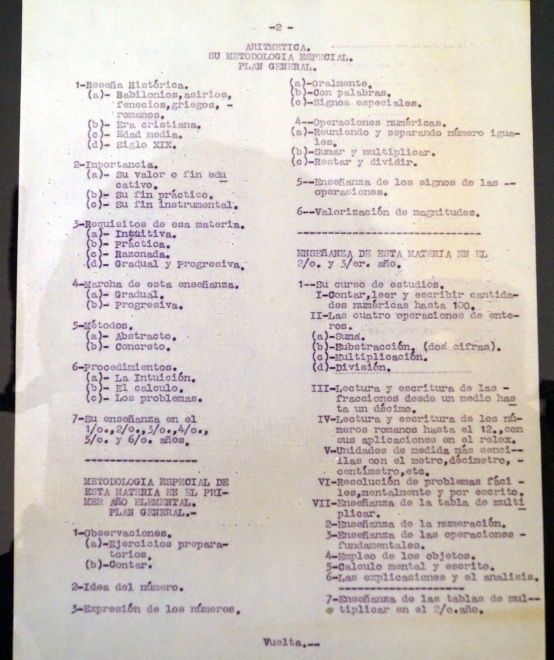 -2 -
ARITMETICA.
SU METODOLOGIA ESPECIAL.
PLAN GENERAL.
1-Reseña Histórica.
(a)- Babilonios,asirios,
fenecios,griegos, -
romanos.
(b)- Era cristiana.
(c)- Edad media.
(d)- Siglo XIX.
2-Importancia.
(a)- Su valor o fin edu
cativo.
(b)- Su fin práctico.
(c)- Su fin instrumental.
3-Requisitos de esa materia.
(a)- Intuitiva.
(b)- Práctica.
(c)- Razonada.
(d)- Gradual y progresiva.
4-Marcha de esta enseñanza.
(a)- Gradual.
(b)- Progresiva.
5-Métodos.
(a)- Abstracto.
(b)- Concreto.
6-Procedimientos.
(a)- La Intuición.
(b)- El calculo.
(c)- Los problemas.
7-Su enseñanza en el
1/o.,2/o.,3/o.,4/o.,
5/o. y 6/o. años.
----------------
METODOLOGIA ESPECIAL DE
ESTA MATERIA EN EL PRI-
MER AÑO ELEMENTAL.
PLAN GENERAL.-
1-Observaciones.
(a)-Ejercicios prepara-
torios.
(b)-Contar.
2-Idea del número.
3-Expresión de los números.
(a)-Oralmente.
(b)-Con palabras.
(c)-Signos especiales.
4--Operaciones numéricas.
(a)-Reuniendo y separando número igua-
les.
(b)-Sumar y multiplicar.
(c)-Restar y dividir.
5--Enseñanza de los signos de las --
operaciones.
6--Valorización de magnitudes.
--------------------------
ENSEÑANZA DE ESTA MATERIA EN EL
2/o. y 3/er. año.
1--Su curso de estudios.
I-Contar,leer y escribir cantida-
des numéricas hasta 100.
II-Las cuatro operaciones de ente-
ros.
(a)-Suma.
(b)-Substracción, (dos cifras).
(c)-Multiplicación.
(d)-División.
III-Lectura y escritura de las -
fracciones desde un medio has
ta un décimo.
IV-Lectura y escritura de los nú-
meros romanos hasta el 12.,con
sus aplicaciones en el relox.
V-Unidades de medida más senci--
llas con el metro,décimetro, -
centímetro,etc.
VI-Resolución de problemas fáci -
les,mentalmente y por escrito.
VII-Enseñanza de la tabla de multi
plicar.
2-Enseñanza de la numeración.
3-Enseñanza de las operaciones -
fundamentales.
4-Empleo de los objetos.
5-Calculo mental y escrito.
6-Las explicaciones y el analisis.
------------------
7-Enseñanza de las tablas de mul--
tiplicar en el 2/o.año.
Vuelta.--